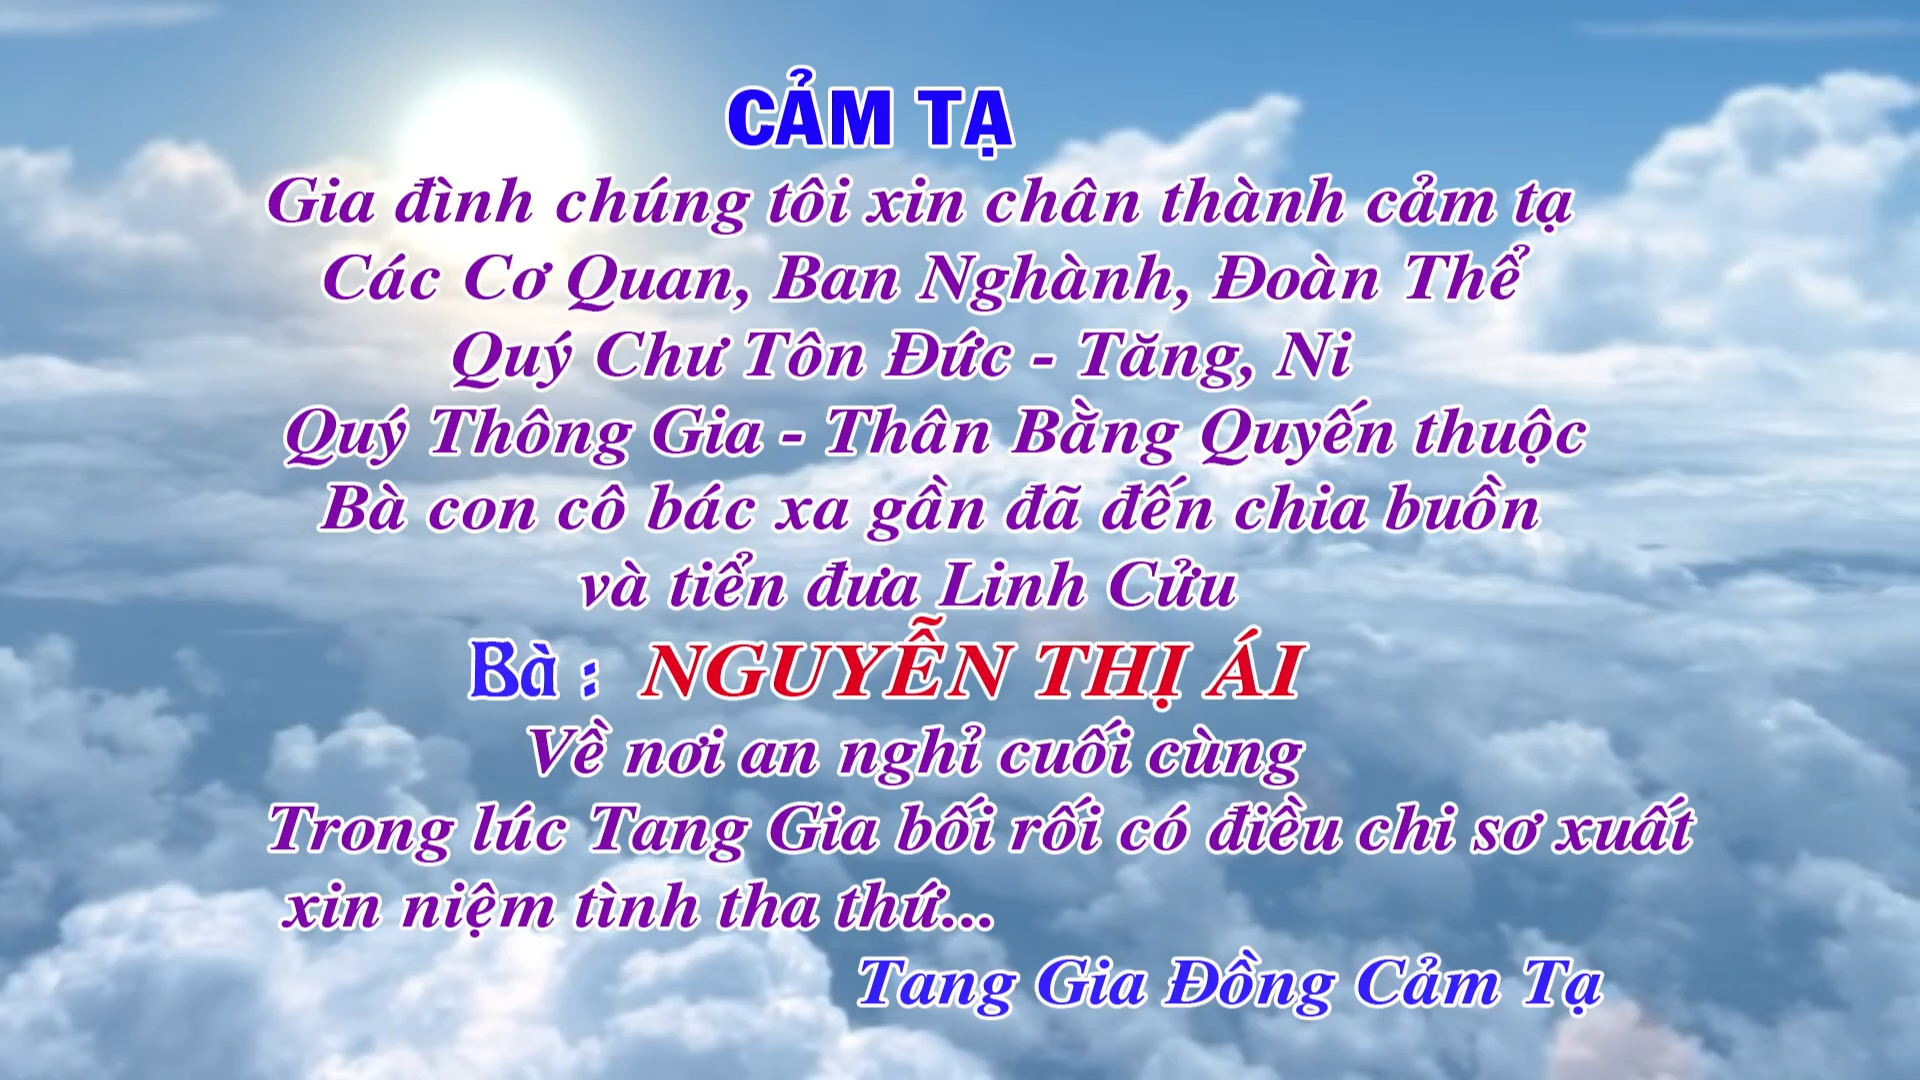 CẢM TẠ
Gia đình chúng tôi xin chân thành cảm tạ
Các Cơ Quan, Ban Nghành, Đoàn Thể
Quý Chư Tôn Đức - Tăng, Ni
Quý Thông Gia - Thân Bằng Quyến thuộc
Bà con cô bác xa gần đã đến chia buồn
và tiển đưa Linh Cửu
Bà : NGUYỄN THỊ ÁI
Về nơi an nghỉ cuối cùng
Trong lúc Tang Gia bối rối có điều chi sơ xuất
xin niệm tình tha thứ...
Tang Gia Đồng Cảm Tạ